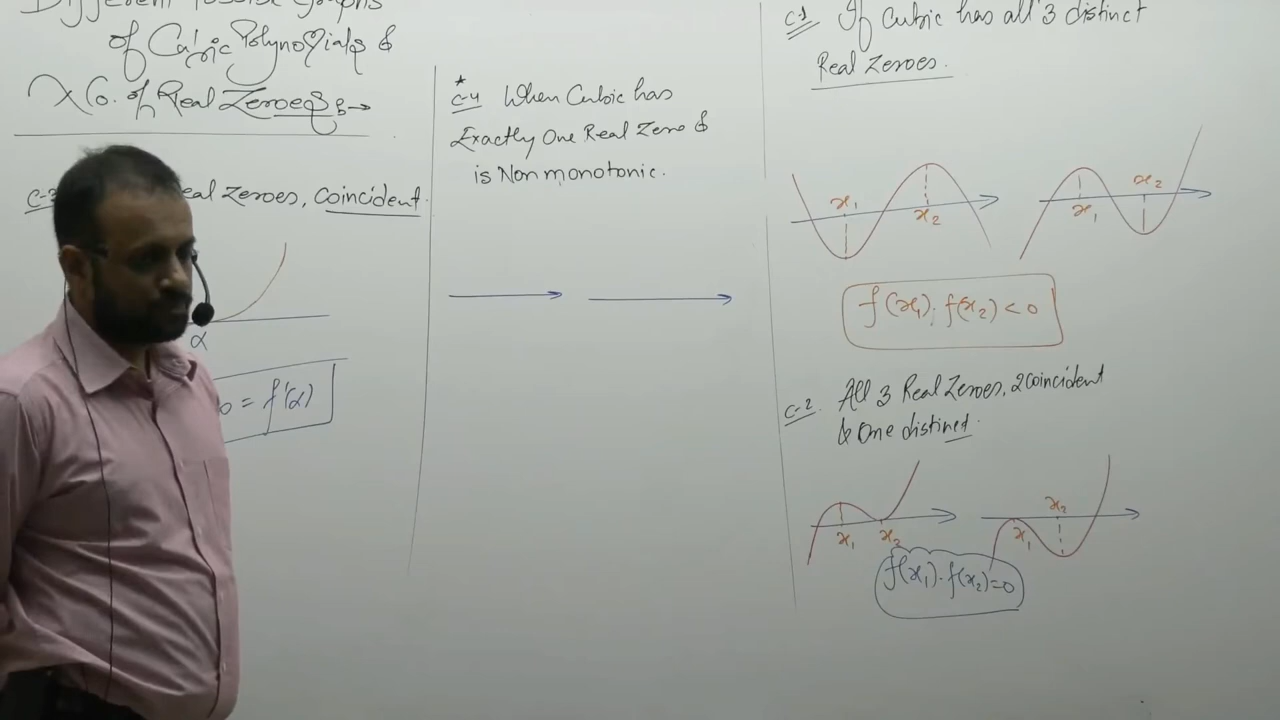 Different Possible Graphs
of Cubic Polynomials &
No. of Real Zeroes :→
C-3
eal Zeroes, Coincident.
α
0 = f'(α)
* C-4 When Cubic has
Exactly One Real Zero &
is Non monotonic.
C-1 If Cubic has all 3 distinct
Real Zeroes.
x₁ x₂
x₁ x₂
f(x₁). f(x₂) < 0
C-2. All 3 Real Zeroes, 2 coincident
& One distinct.
x₁ x₂
x₁ x₂
f(x₁). f(x₂) = 0